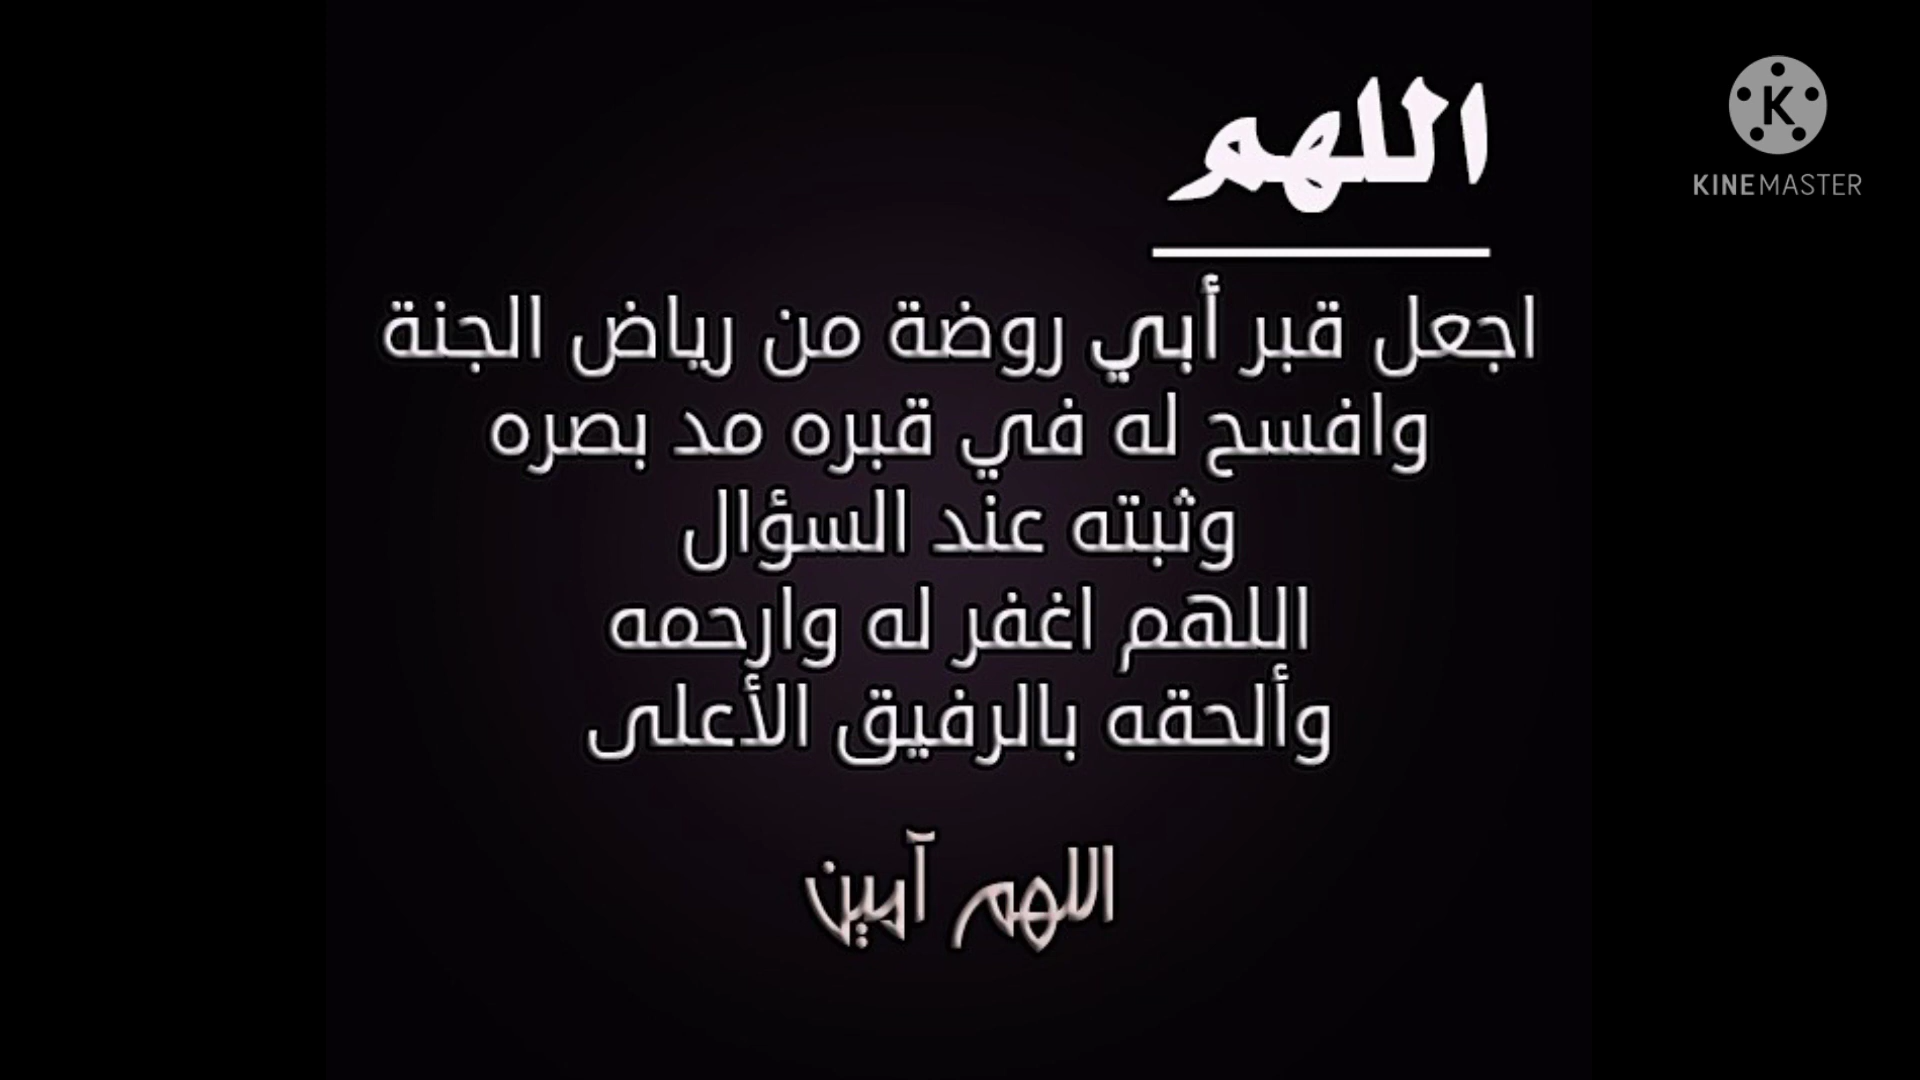 اللهم
KINEMASTER
اجعل قبر أبي روضة من رياض الجنة
وافسح له في قبره مد بصره
وثبته عند السؤال
اللهم اغفر له وارحمه
وألحقه بالرفيق الأعلى
اللهم آمين